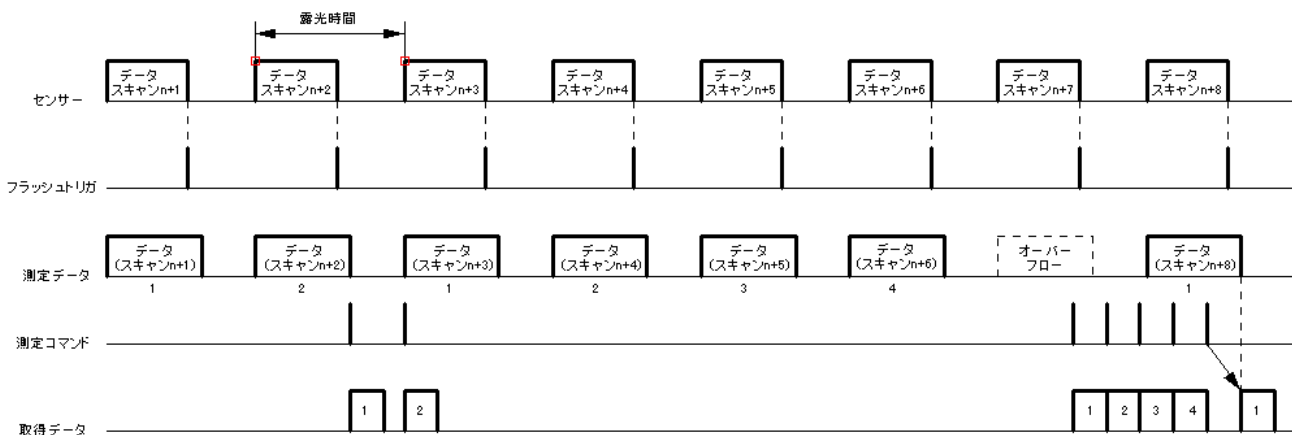 露光時間
センサー
データ
スキャンn+1
データ
スキャンn+2
データ
スキャンn+3
データ
スキャンn+4
データ
スキャンn+5
データ
スキャンn+6
データ
スキャンn+7
データ
スキャンn+8
フラッシュトリガ
測定データ
データ
(スキャンn+1)
データ
(スキャンn+2)
データ
(スキャンn+3)
データ
(スキャンn+4)
データ
(スキャンn+5)
データ
(スキャンn+6)
オーバー
フロー
データ
(スキャンn+8)
1 2 1 2 3 4 1
測定コマンド
取得データ
1 2 1 2 3 4 1